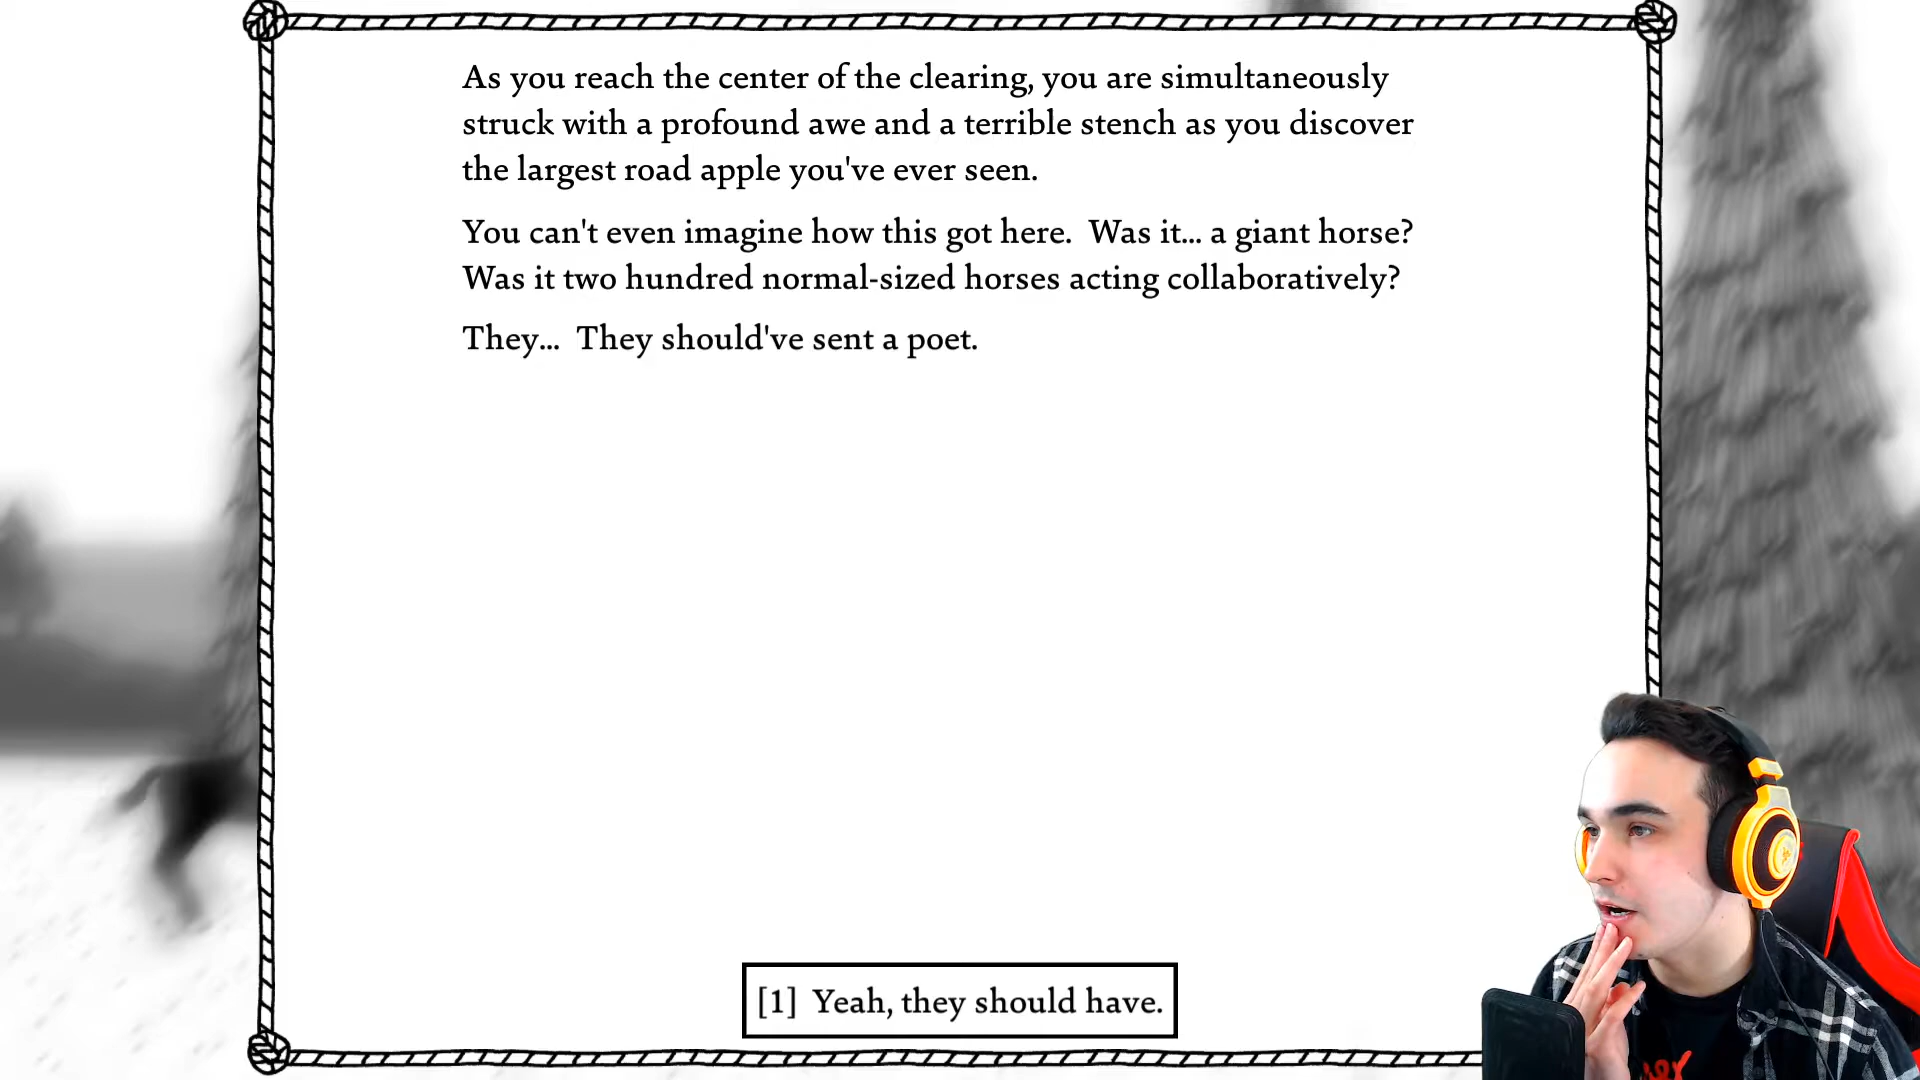 As you reach the center of the clearing, you are simultaneously
struck with a profound awe and a terrible stench as you discover
the largest road apple you've ever seen.
You can't even imagine how this got here.  Was it... a giant horse?
Was it two hundred normal-sized horses acting collaboratively?
They...  They should've sent a poet.
[1]  Yeah, they should have.